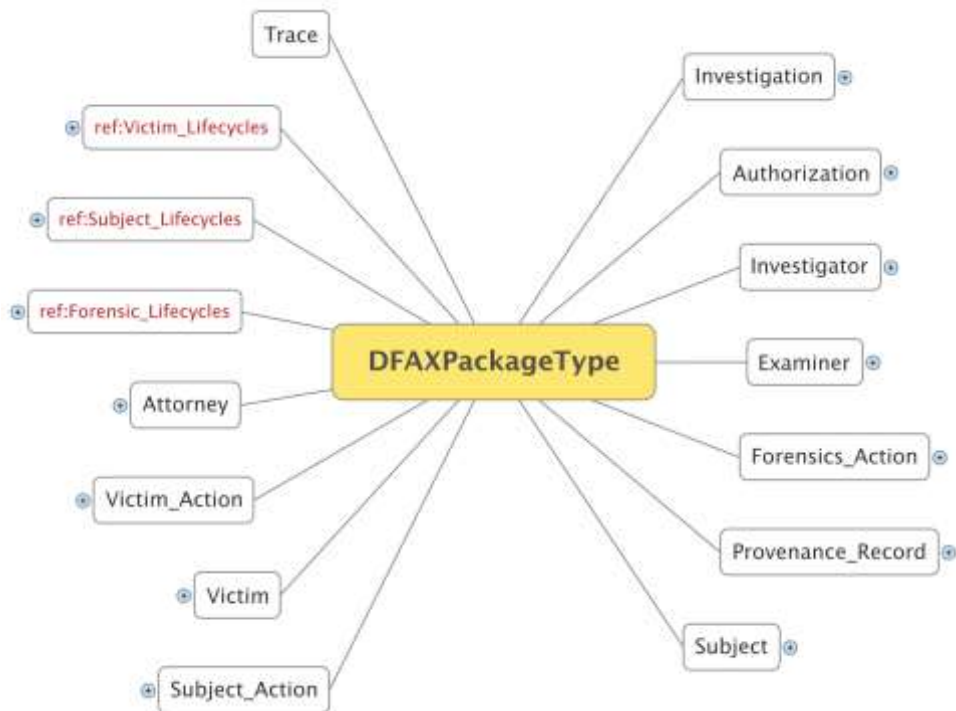 Trace
Investigation
ref:Victim_Lifecycles
Authorization
ref:Subject_Lifecycles
Investigator
ref:Forensic_Lifecycles
DFAXPackageType
Examiner
Attorney
Forensics_Action
Victim_Action
Provenance_Record
Victim
Subject
Subject_Action